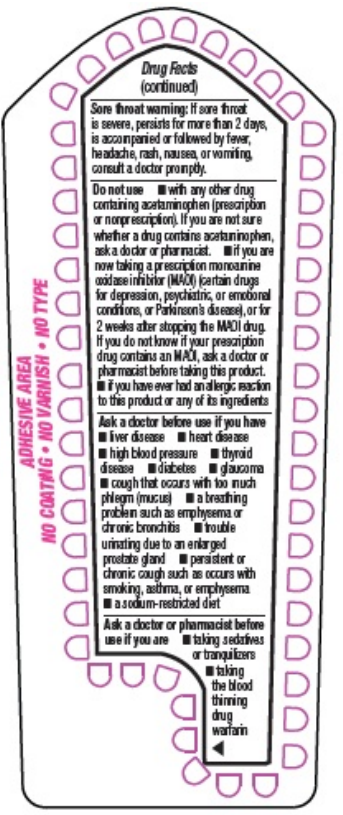 Drug Facts
(continued)
Sore throat warning: If sore throat
is severe, persists for more than 2 days,
is accompanied or followed by fever,
headache, rash, nausea, or vomiting,
consult a doctor promptly.
Do not use ■ with any other drug
containing acetaminophen (prescription
or nonprescription). If you are not sure
whether a drug contains acetaminophen,
ask a doctor or pharmacist. ■ if you are
now taking a prescription monoamine
oxidase inhibitor (MAOI) (certain drugs
for depression, psychiatric, or emotional
conditions, or Parkinson's disease), or for
2 weeks after stopping the MAOI drug.
If you do not know if your prescription
drug contains an MAOI, ask a doctor or
pharmacist before taking this product.
■ if you have ever had an allergic reaction
to this product or any of its ingredients
Ask a doctor before use if you have
■ liver disease ■ heart disease
■ high blood pressure ■ thyroid
disease ■ diabetes ■ glaucoma
■ cough that occurs with too much
phlegm (mucus) ■ a breathing
problem such as emphysema or
chronic bronchitis ■ trouble
urinating due to an enlarged
prostate gland ■ persistent or
chronic cough such as occurs with
smoking, asthma, or emphysema
■ a sodium-restricted diet
Ask a doctor or pharmacist before
use if you are ■ taking sedatives
or tranquilizers
■ taking
the blood
thinning
drug
warfarin
ADHESIVE AREA
NO COATING • NO VARNISH • NO TYPE